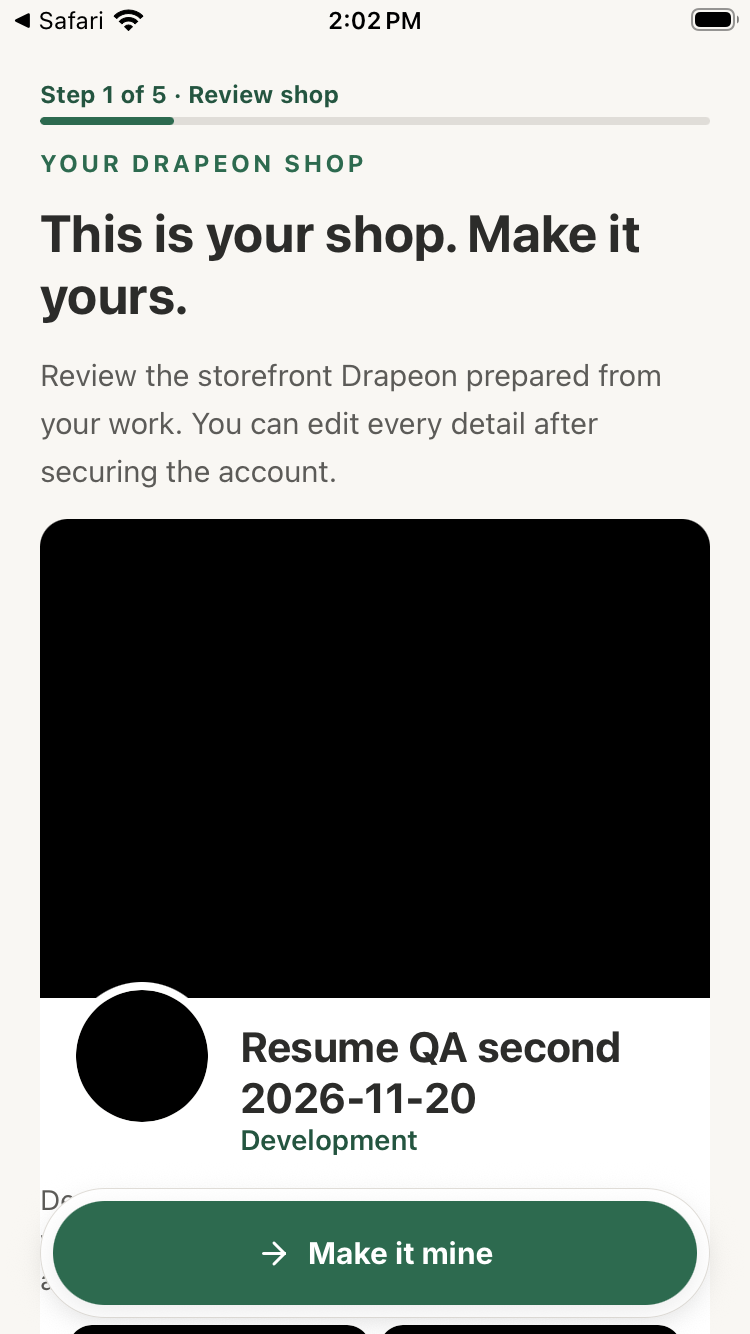 Safari
2:02 PM
Step 1 of 5 · Review shop
YOUR DRAPEON SHOP
This is your shop. Make it
yours.
Review the storefront Drapeon prepared from
your work. You can edit every detail after
securing the account.
Resume QA second
2026-11-20
Development
Make it mine